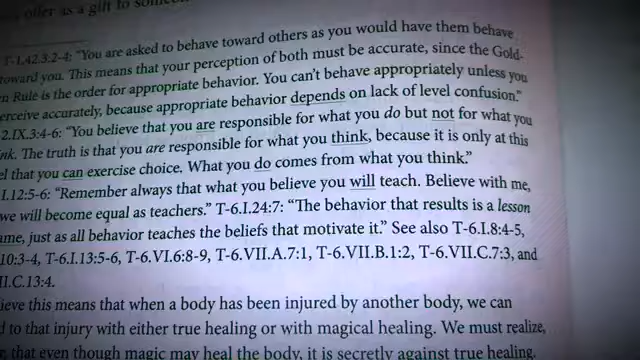 offer as a gift to
T-1.42.3:2-4: “You are asked to behave toward others as you would have them behave
toward you. This means that your perception of both must be accurate, since the Gold-
n Rule is the order for appropriate behavior. You can’t behave appropriately unless you
erceive accurately, because appropriate behavior depends on lack of level confusion.”
2.IX.3:4-6: “You believe that you are responsible for what you do but not for what you
ink. The truth is that you are responsible for what you think, because it is only at this
el that you can exercise choice. What you do comes from what you think.”
I.12:5-6: “Remember always that what you believe you will teach. Believe with me,
we will become equal as teachers.” T-6.I.24:7: “The behavior that results is a lesson
ame, just as all behavior teaches the beliefs that motivate it.” See also T-6.I.8:4-5,
10:3-4, T-6.I.13:5-6, T-6.VI.6:8-9, T-6.VII.A.7:1, T-6.VII.B.1:2, T-6.VII.C.7:3, and
II.C.13:4.
ieve this means that when a body has been injured by another body, we can
d to that injury with either true healing or with magical healing. We must realize,
that even though magic may heal the body, it is secretly against true healing.